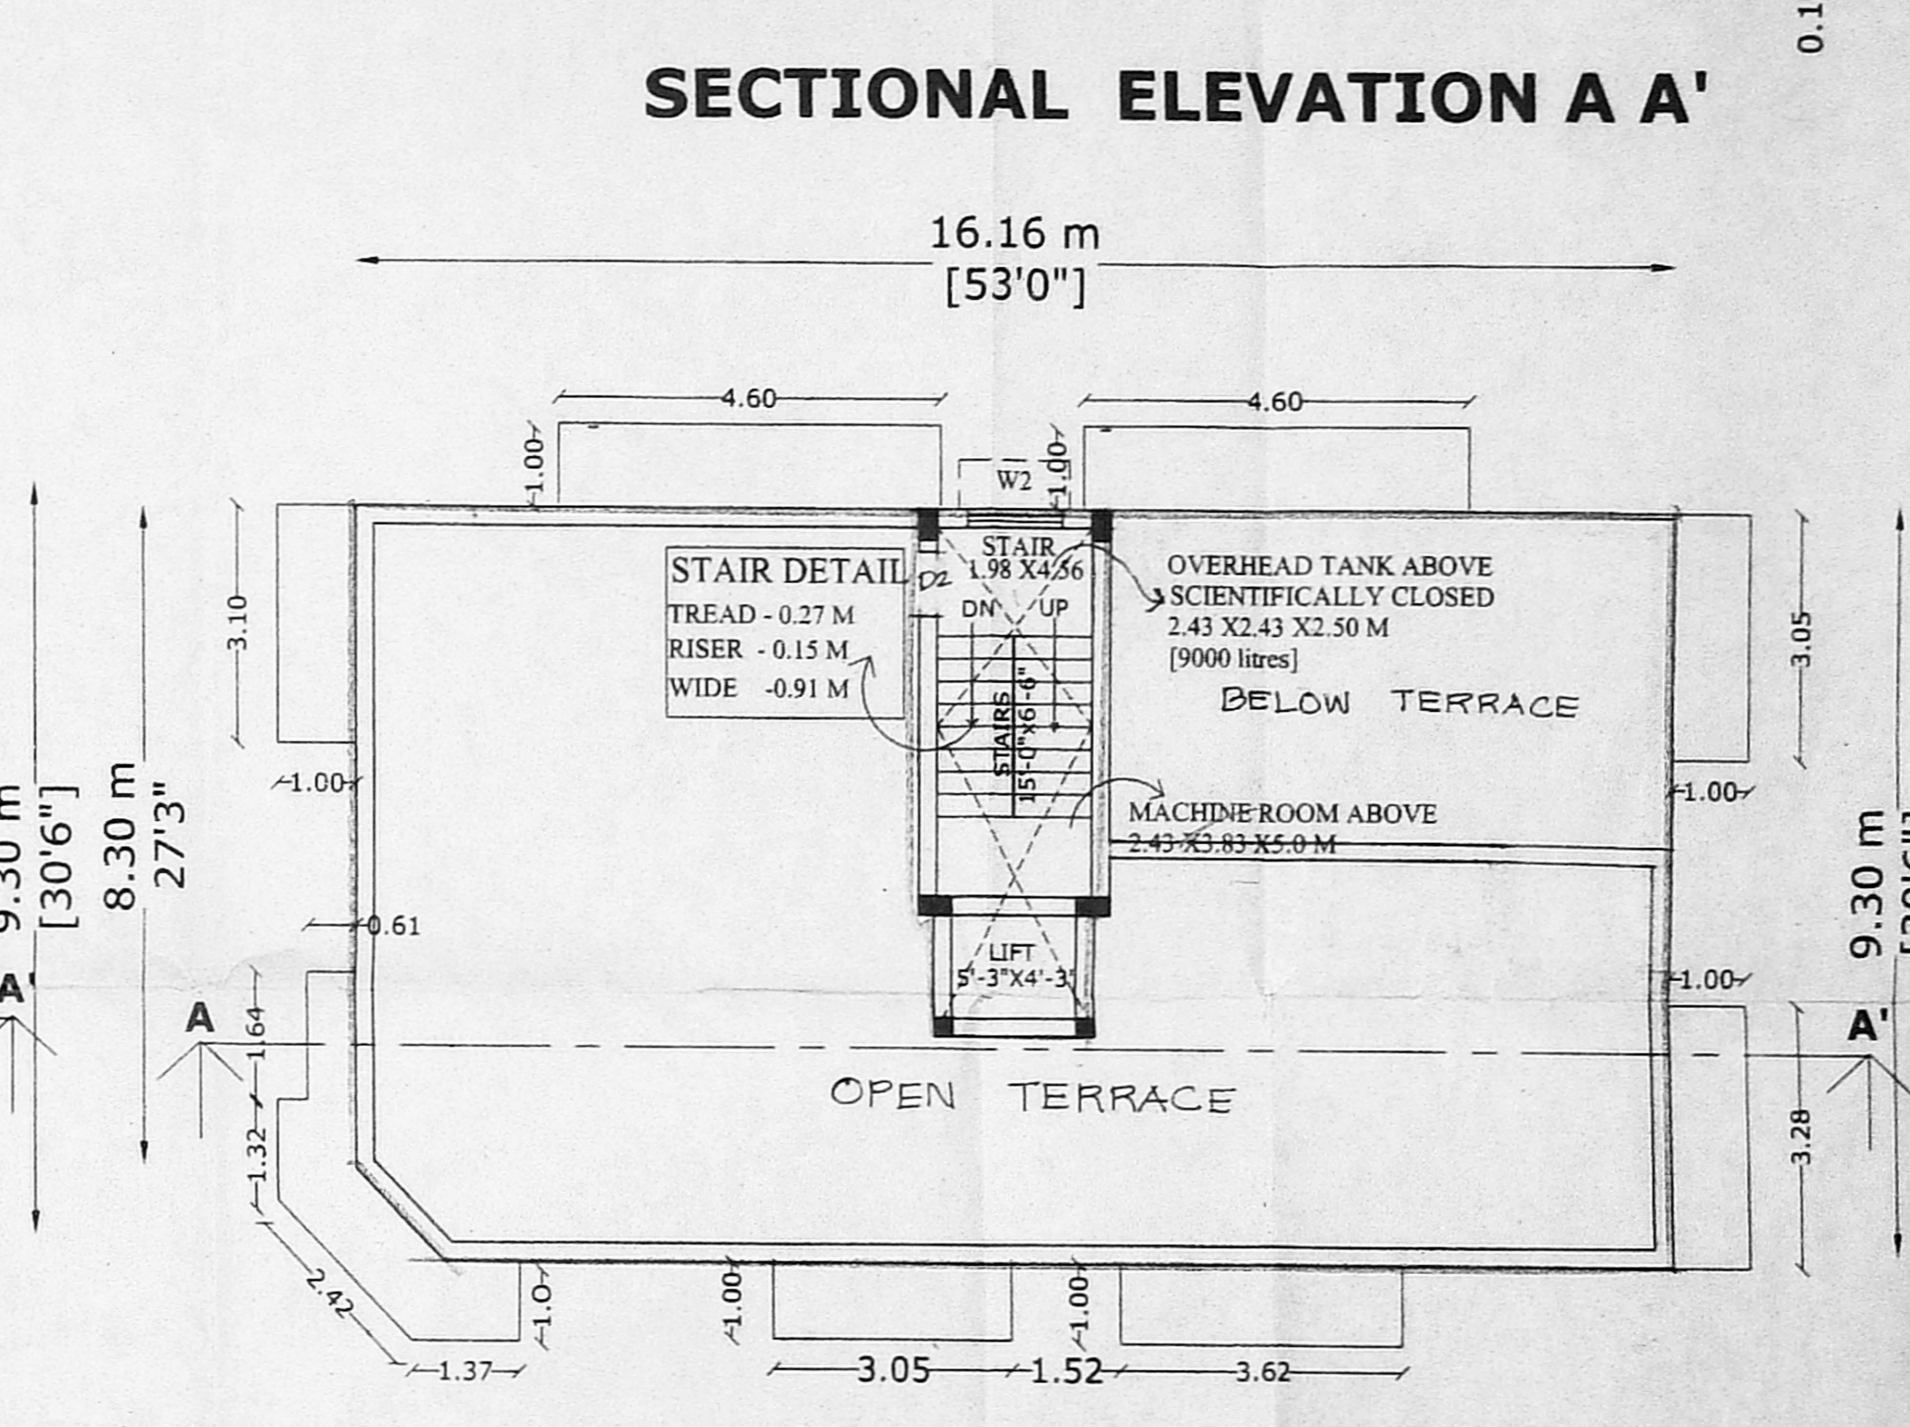 0.1
SECTIONAL ELEVATION A A'
16.16 m
[53'0"]
4.60
4.60
1.00
1.00
W2
STAIR
1.98 X4.56
DN
UP
D2
STAIR DETAIL
TREAD - 0.27 M
RISER - 0.15 M
WIDE -0.91 M
OVERHEAD TANK ABOVE
SCIENTIFICALLY CLOSED
2.43 X2.43 X2.50 M
[9000 litres]
BELOW TERRACE
STAIRS
15'-0"x6'-6"
MACHINE ROOM ABOVE
2.43 X3.83 X5.0 M
3.10
3.05
1.00
1.00
9.30 m
[30'6"]
8.30 m
27'3"
9.30 m
0.61
LIFT
5'-3"X4'-3"
1.00
A'
A
A'
1.64
OPEN TERRACE
1.32
3.28
2.42
1.0
1.00
1.00
1.37
3.05
1.52
3.62